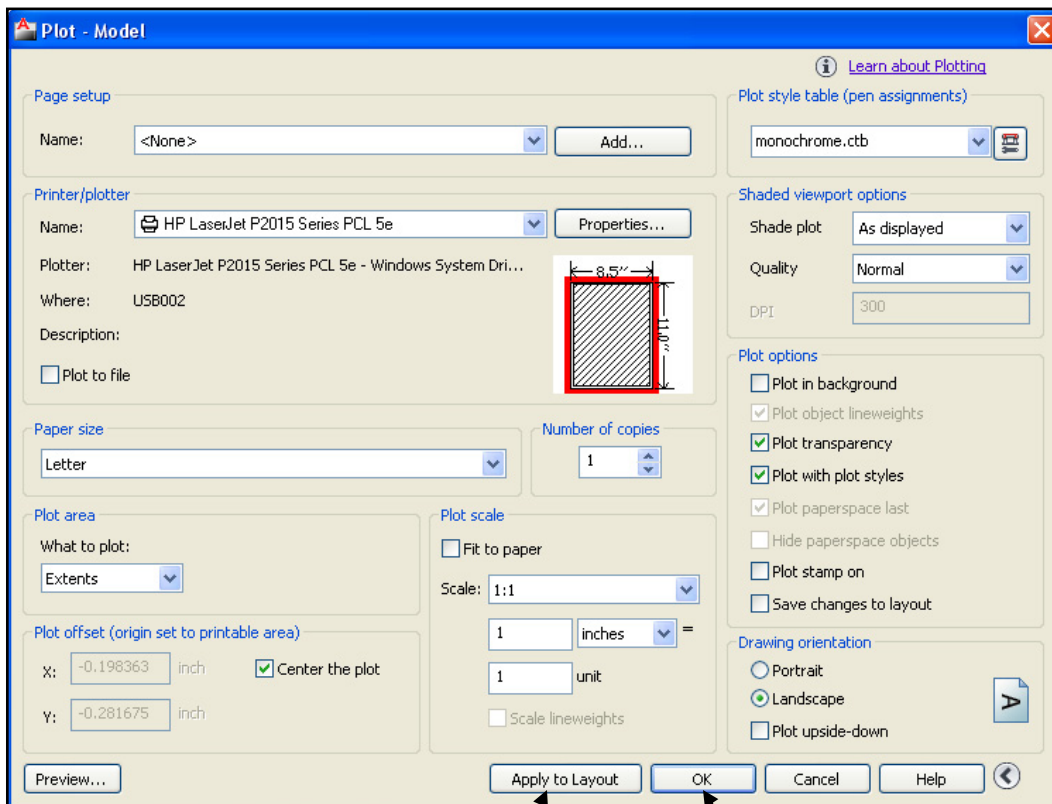 Plot - Model
Learn about Plotting
Page setup
Name: <None> Add...
Plot style table (pen assignments)
monochrome.ctb
Printer/plotter
Name: HP LaserJet P2015 Series PCL 5e Properties...
Plotter: HP LaserJet P2015 Series PCL 5e - Windows System Dri...
Where: USB002
Description:
Plot to file
8.5″
11.0″
Shaded viewport options
Shade plot As displayed
Quality Normal
DPI 300
Paper size
Letter
Number of copies
1
Plot options
Plot in background
Plot object lineweights
Plot transparency
Plot with plot styles
Plot paperspace last
Hide paperspace objects
Plot stamp on
Save changes to layout
Plot area
What to plot:
Extents
Plot scale
Fit to paper
Scale: 1:1
1 inches =
1 unit
Scale lineweights
Plot offset (origin set to printable area)
X: -0.198363 inch Center the plot
Y: -0.281675 inch
Drawing orientation
Portrait
Landscape
Plot upside-down
A
Preview... Apply to Layout OK Cancel Help